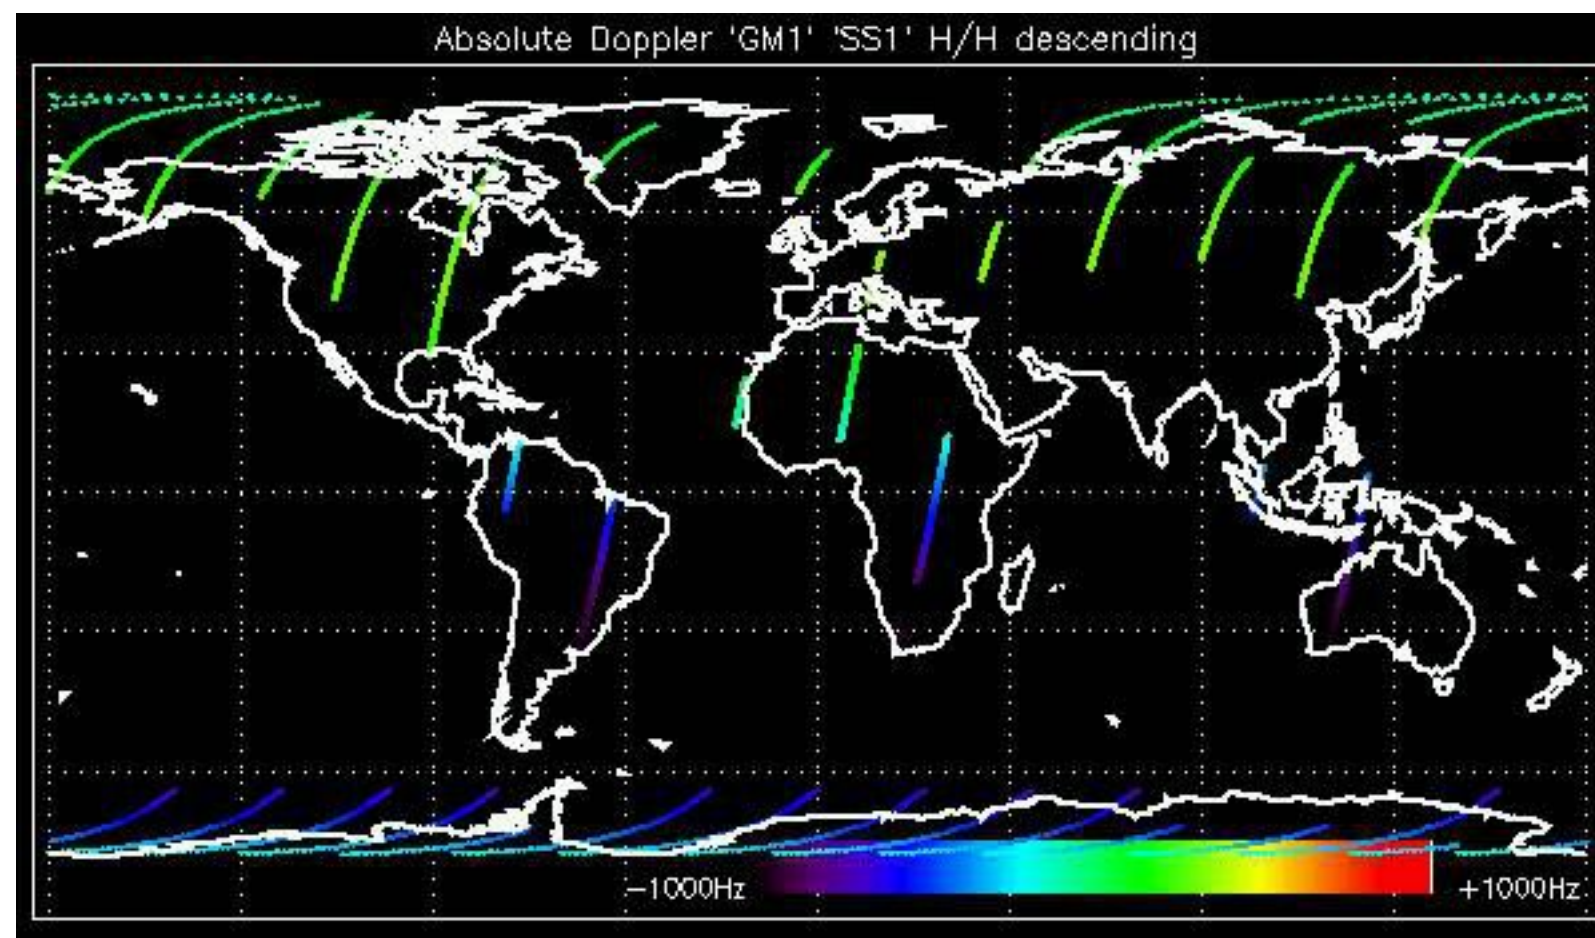 Absolute Doppler 'GM1' 'SS1' H/H descending
−1000Hz +1000Hz